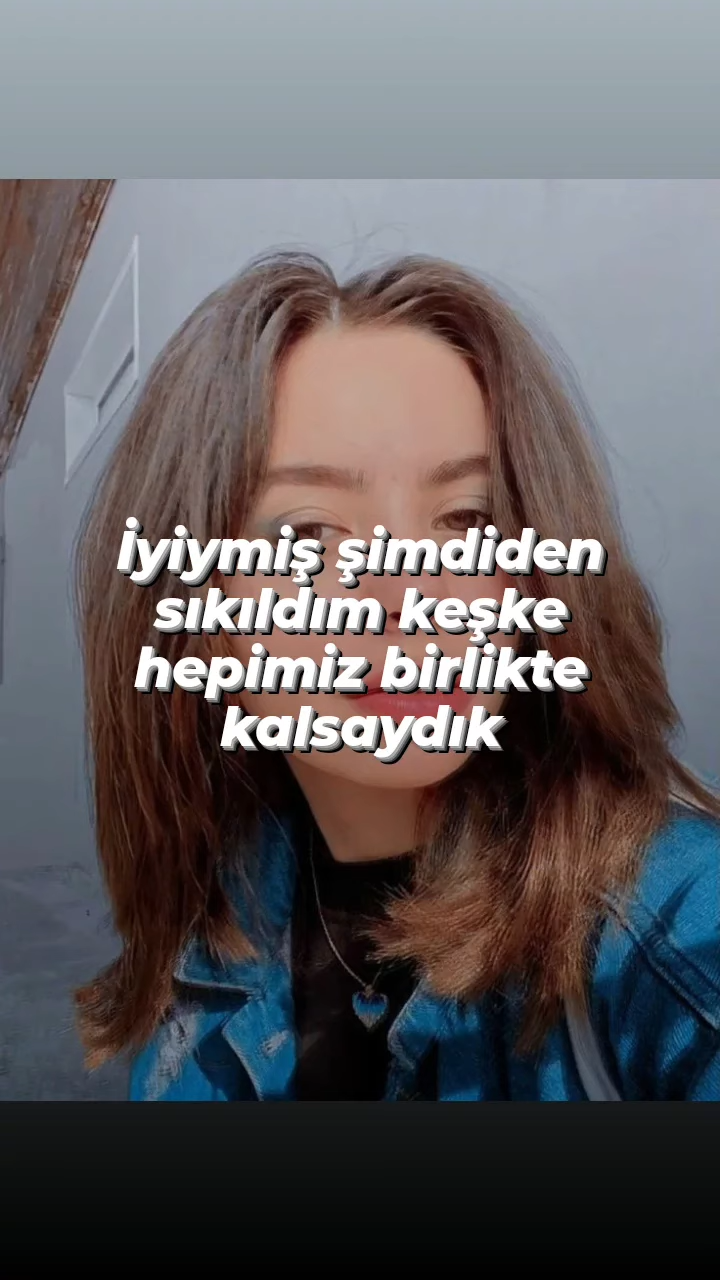 İyiymiş şimdiden
sıkıldım keşke
hepimiz birlikte
kalsaydık